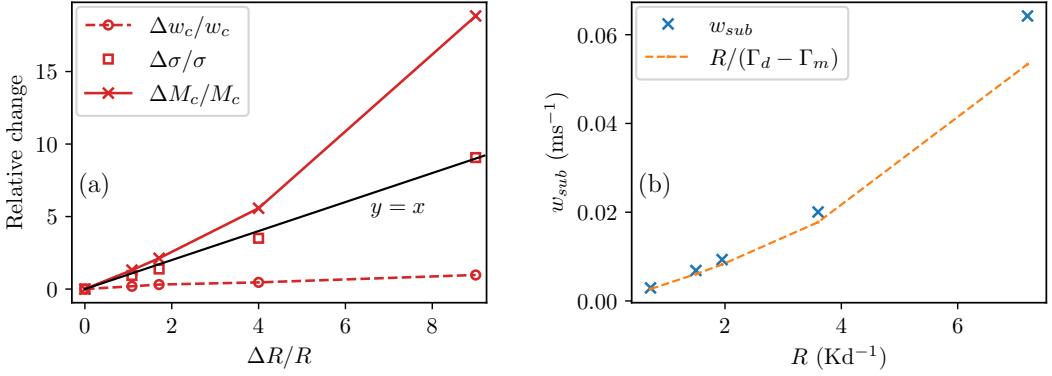 Relative change
15
10
5
0
0
2
4
6
8
ΔR/R
Δw_c/w_c
Δσ/σ
ΔM_c/M_c
(a)
y = x
w_sub (ms⁻¹)
0.06
0.04
0.02
0.00
2
4
6
R (Kd⁻¹)
w_sub
R/(Γ_d − Γ_m)
(b)